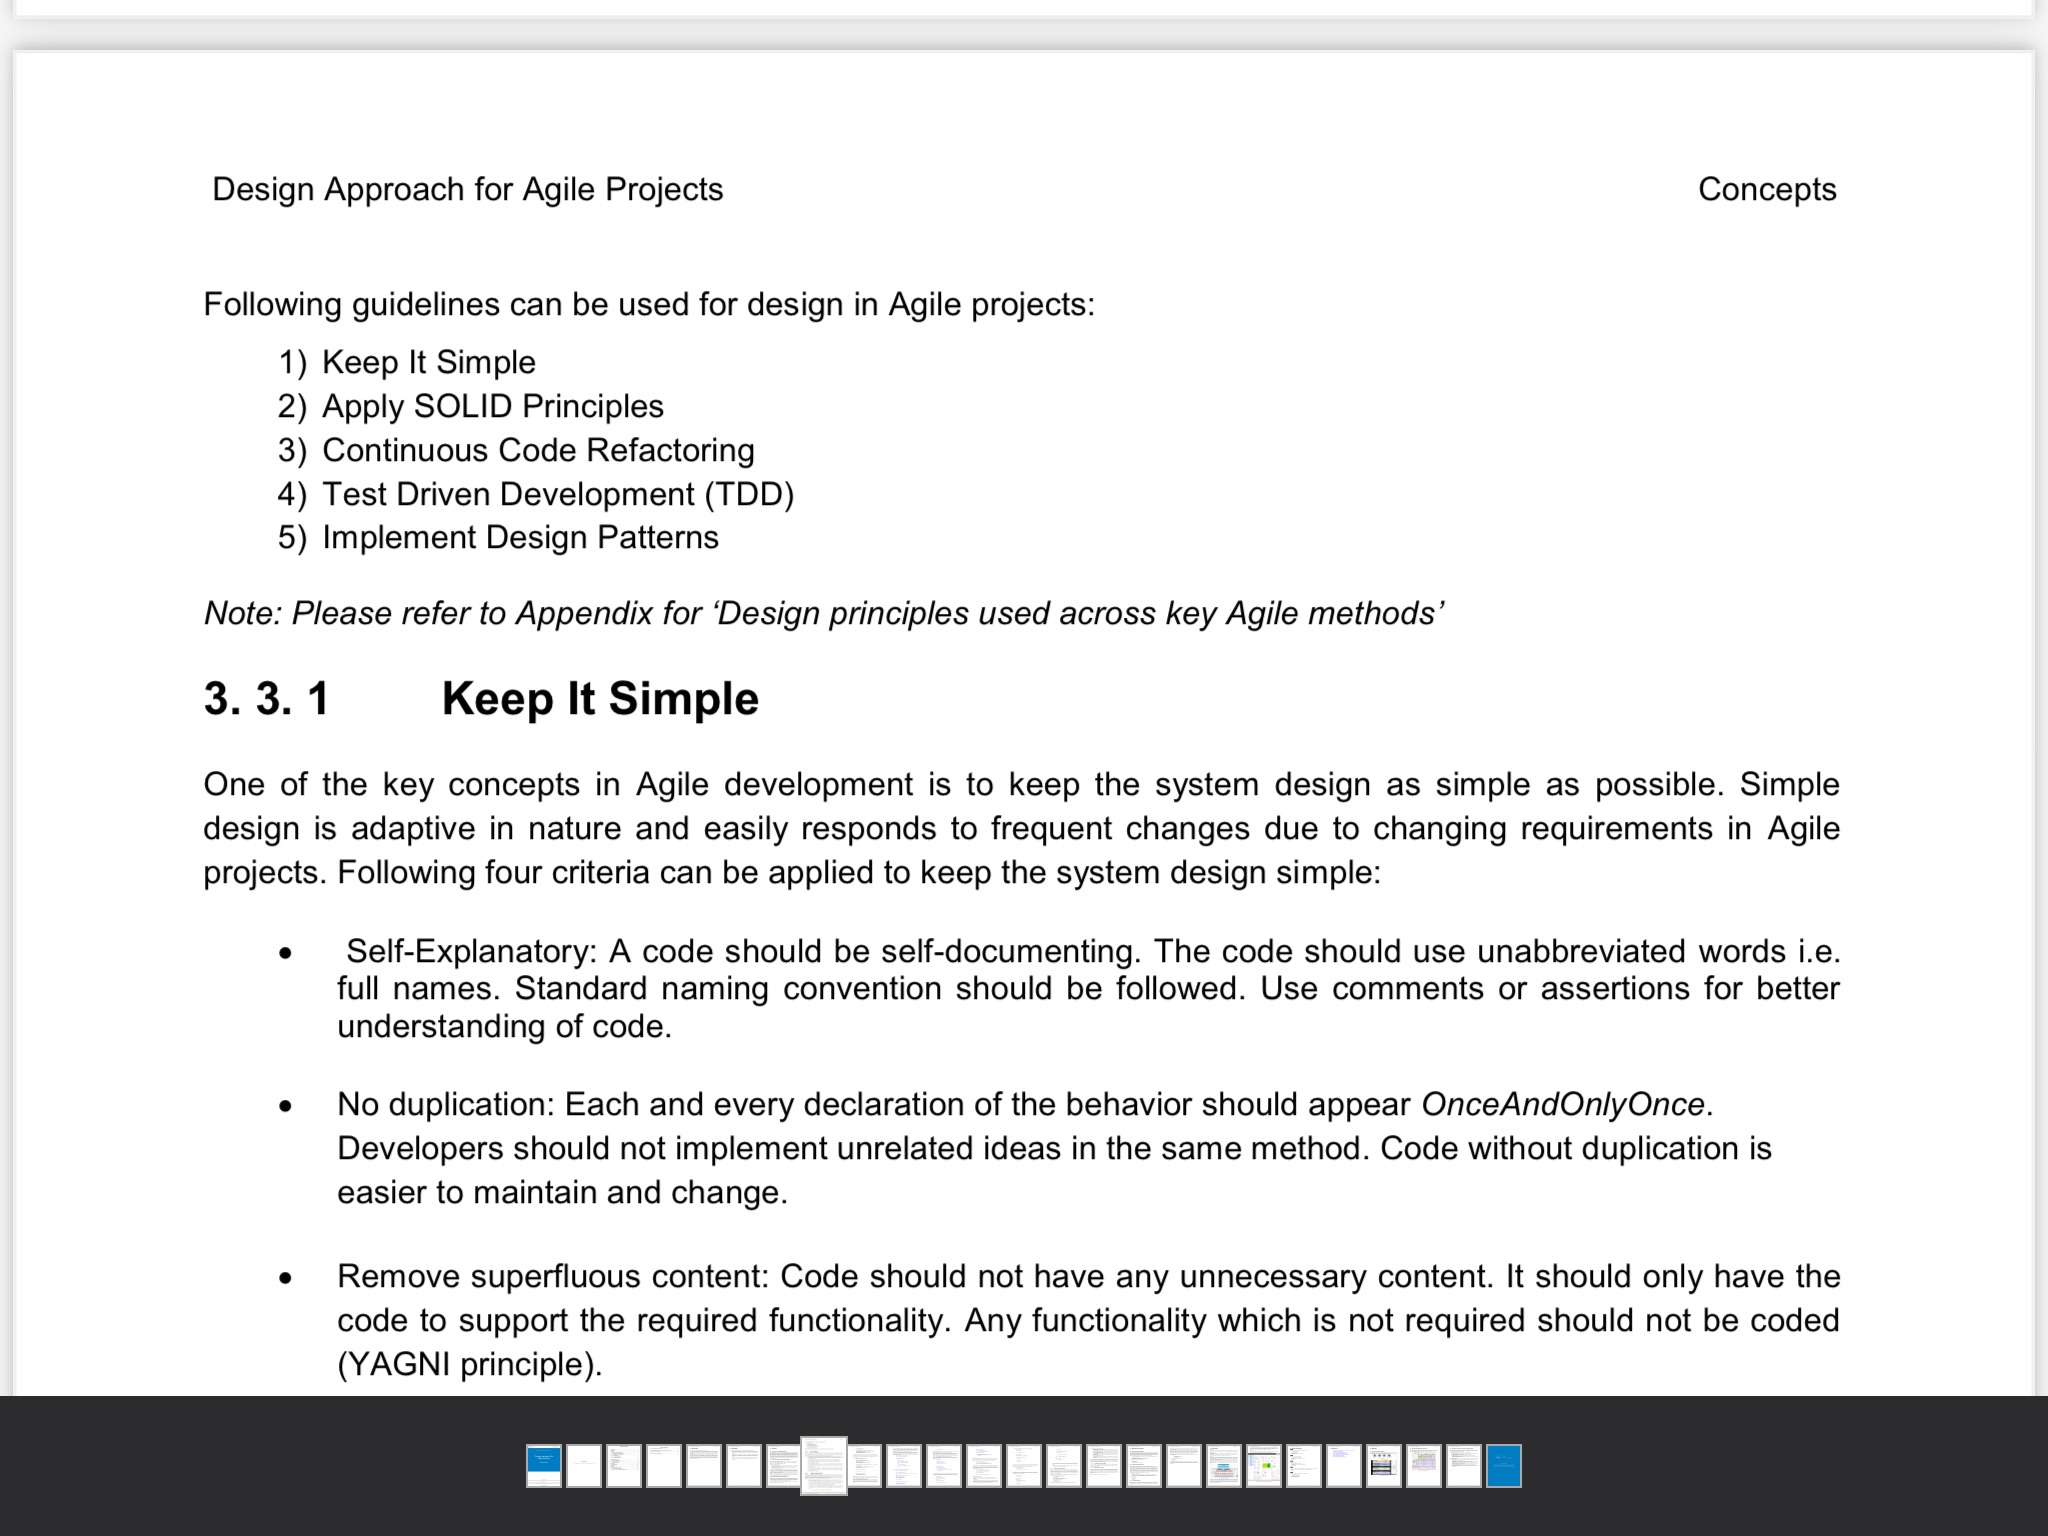 Design Approach for Agile Projects
Concepts
Following guidelines can be used for design in Agile projects:
1) Keep It Simple
2) Apply SOLID Principles
3) Continuous Code Refactoring
4) Test Driven Development (TDD)
5) Implement Design Patterns
Note: Please refer to Appendix for ‘Design principles used across key Agile methods’
3. 3. 1 Keep It Simple
One of the key concepts in Agile development is to keep the system design as simple as possible. Simple
design is adaptive in nature and easily responds to frequent changes due to changing requirements in Agile
projects. Following four criteria can be applied to keep the system design simple:
• Self-Explanatory: A code should be self-documenting. The code should use unabbreviated words i.e.
full names. Standard naming convention should be followed. Use comments or assertions for better
understanding of code.
• No duplication: Each and every declaration of the behavior should appear OnceAndOnlyOnce.
Developers should not implement unrelated ideas in the same method. Code without duplication is
easier to maintain and change.
• Remove superfluous content: Code should not have any unnecessary content. It should only have the
code to support the required functionality. Any functionality which is not required should not be coded
(YAGNI principle).